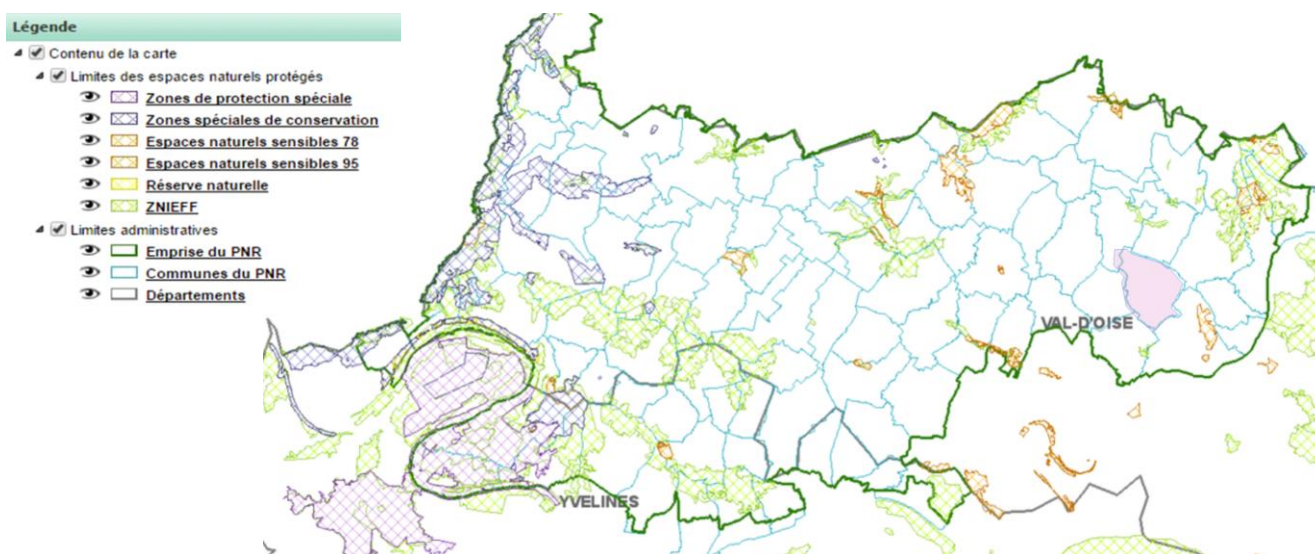 Légende
Contenu de la carte
Limites des espaces naturels protégés
Zones de protection spéciale
Zones spéciales de conservation
Espaces naturels sensibles 78
Espaces naturels sensibles 95
Réserve naturelle
ZNIEFF
Limites administratives
Emprise du PNR
Communes du PNR
Départements
VAL-D'OISE
YVELINES